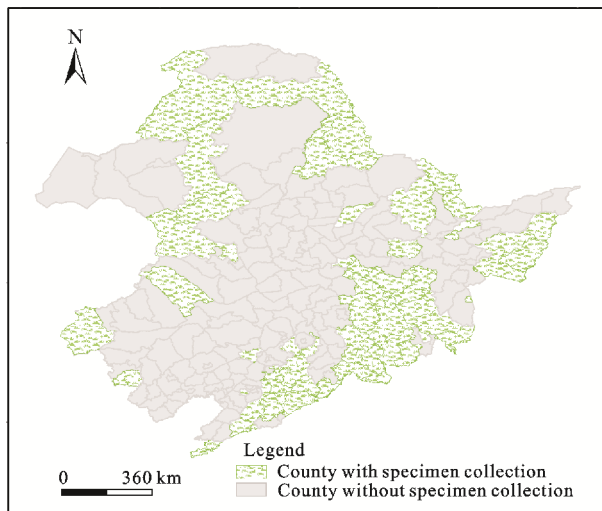 N
Legend
County with specimen collection
County without specimen collection
0 360 km